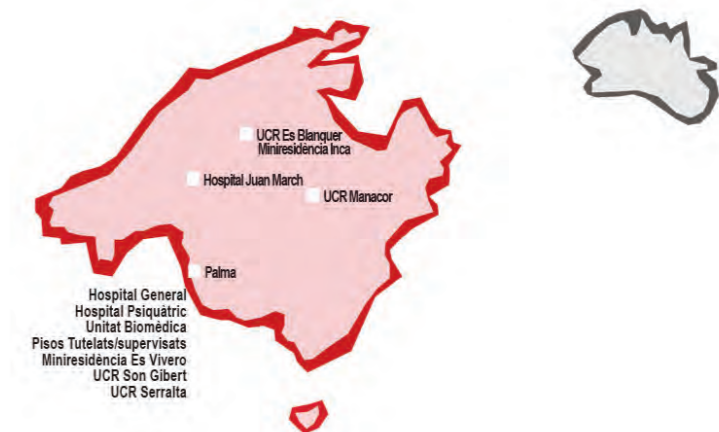 UCR Es Blanquer
Miniresidència Inca
Hospital Juan March
UCR Manacor
Palma
Hospital General
Hospital Psiquàtric
Unitat Biomèdica
Pisos Tutelats/supervisats
Miniresidència Es Vivero
UCR Son Gibert
UCR Serralta